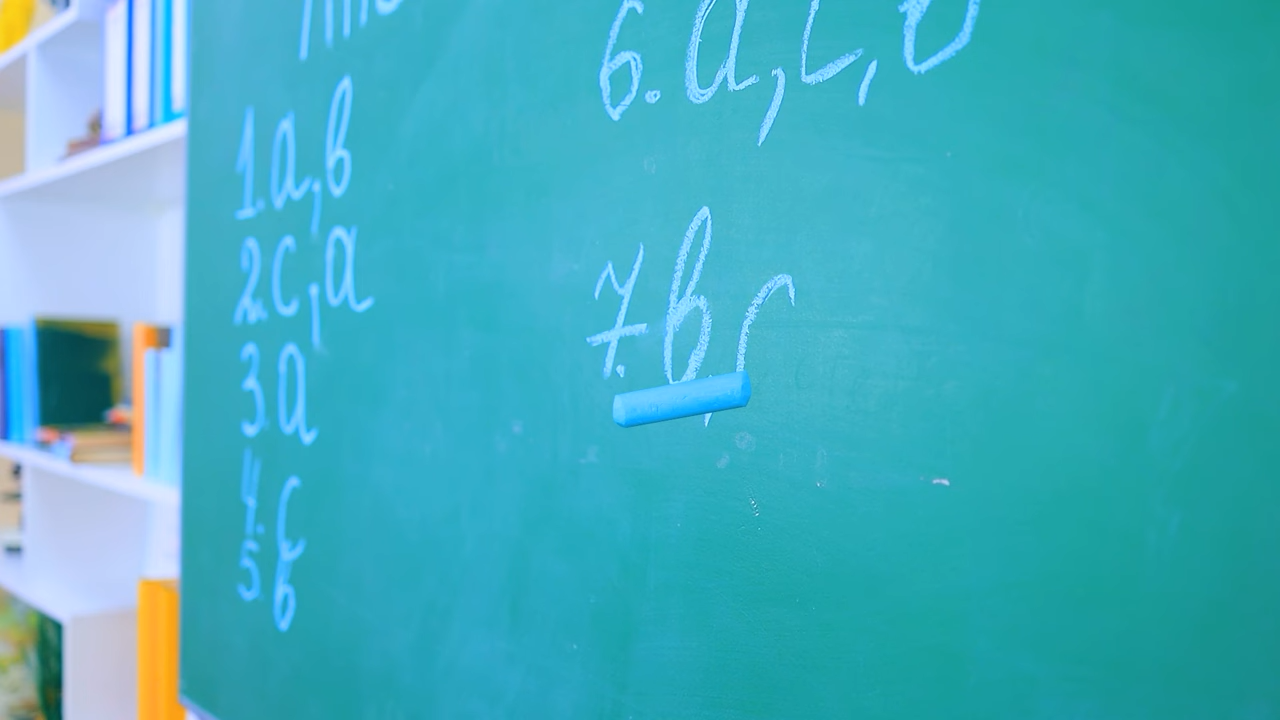 1. a, b
2. c, a
3. a
4. c
5. b
6. a, c, b
7. b, c